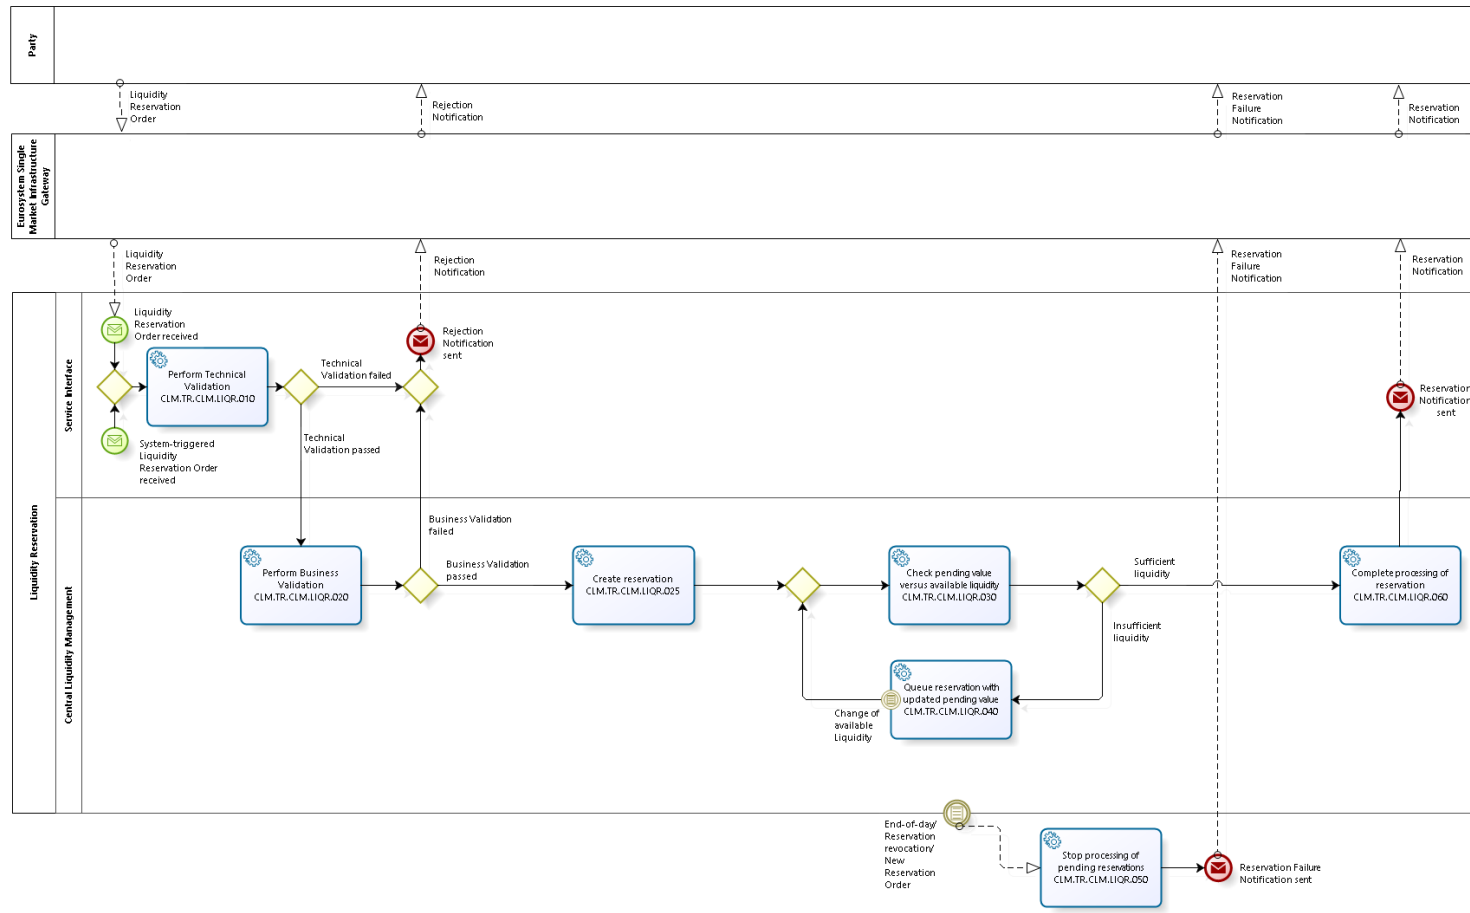 Party
Liquidity
Reservation
Order
Rejection
Notification
Reservation
Failure
Notification
Reservation
Notification
Eurosystem Single
Market Infrastructure
Gateway
Liquidity
Reservation
Order
Rejection
Notification
Reservation
Failure
Notification
Reservation
Notification
Liquidity Reservation
Service Interface
Liquidity
Reservation
Order received
Perform Technical
Validation
CLM.TR.CLM.LIQR.010
System-triggered
Liquidity
Reservation Order
received
Technical
Validation failed
Technical
Validation passed
Rejection
Notification
sent
Reservation
Notification
sent
Central Liquidity Management
Perform Business
Validation
CLM.TR.CLM.LIQR.020
Business Validation
failed
Business Validation
passed
Create reservation
CLM.TR.CLM.LIQR.025
Check pending value
versus available liquidity
CLM.TR.CLM.LIQR.030
Sufficient
liquidity
Insufficient
liquidity
Complete processing of
reservation
CLM.TR.CLM.LIQR.060
Queue reservation with
updated pending value
CLM.TR.CLM.LIQR.040
Change of
available
Liquidity
End-of-day/
Reservation
revocation/
New
Reservation
Order
Stop processing of
pending reservations
CLM.TR.CLM.LIQR.050
Reservation Failure
Notification sent